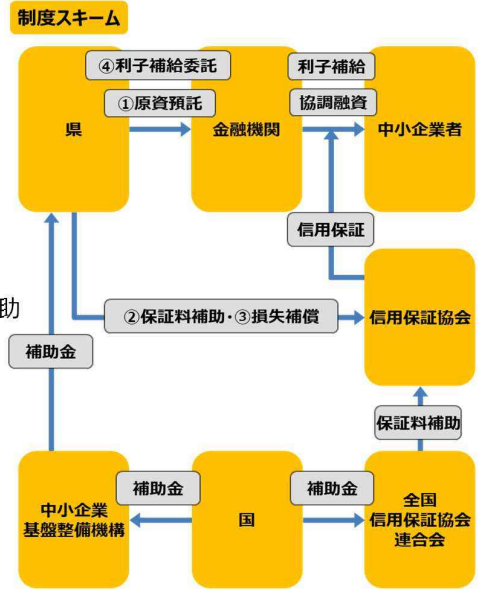 制度スキーム
④利子補給委託
利子補給
①原資預託
協調融資
県
金融機関
中小企業者
信用保証
助
②保証料補助・③損失補償
信用保証協会
補助金
保証料補助
補助金
補助金
中小企業
基盤整備機構
国
全国
信用保証協会
連合会